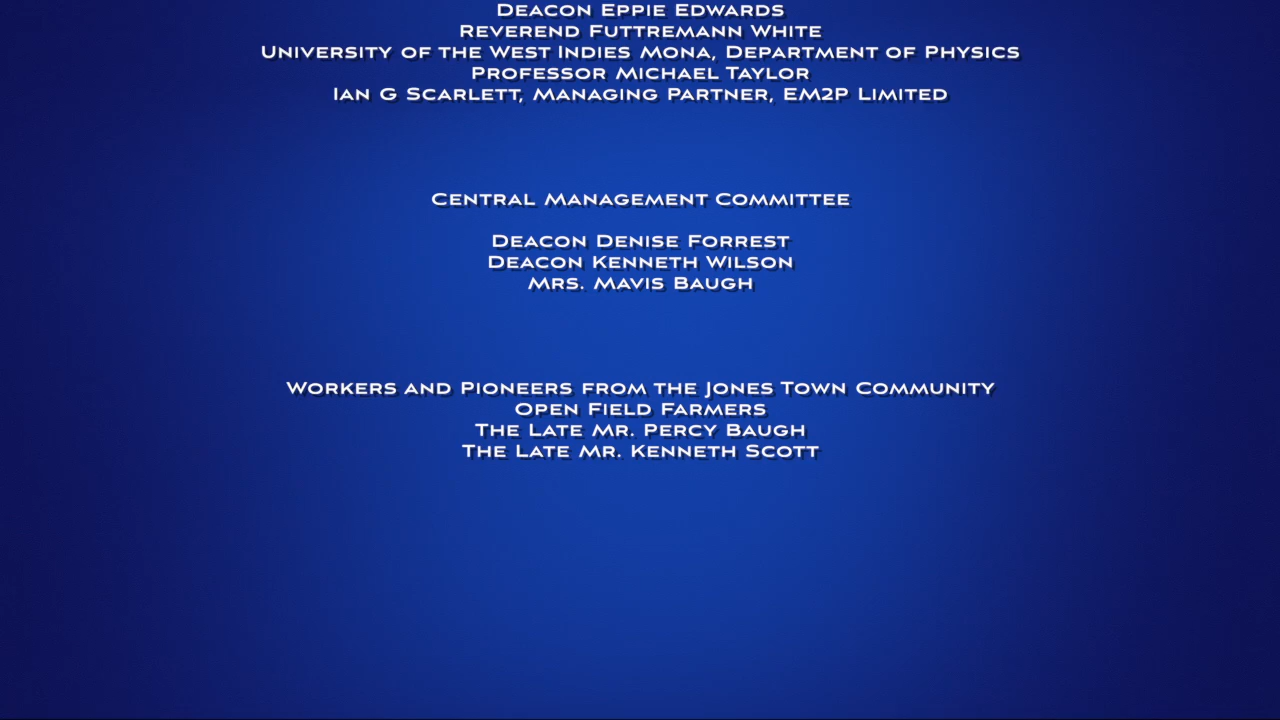 Deacon Eppie Edwards
Reverend Futtremann White
University of the West Indies Mona, Department of Physics
Professor Michael Taylor
Ian G Scarlett, Managing Partner, EM2P Limited
Central Management Committee
Deacon Denise Forrest
Deacon Kenneth Wilson
Mrs. Mavis Baugh
Workers and Pioneers from the Jones Town Community
Open Field Farmers
The Late Mr. Percy Baugh
The Late Mr. Kenneth Scott